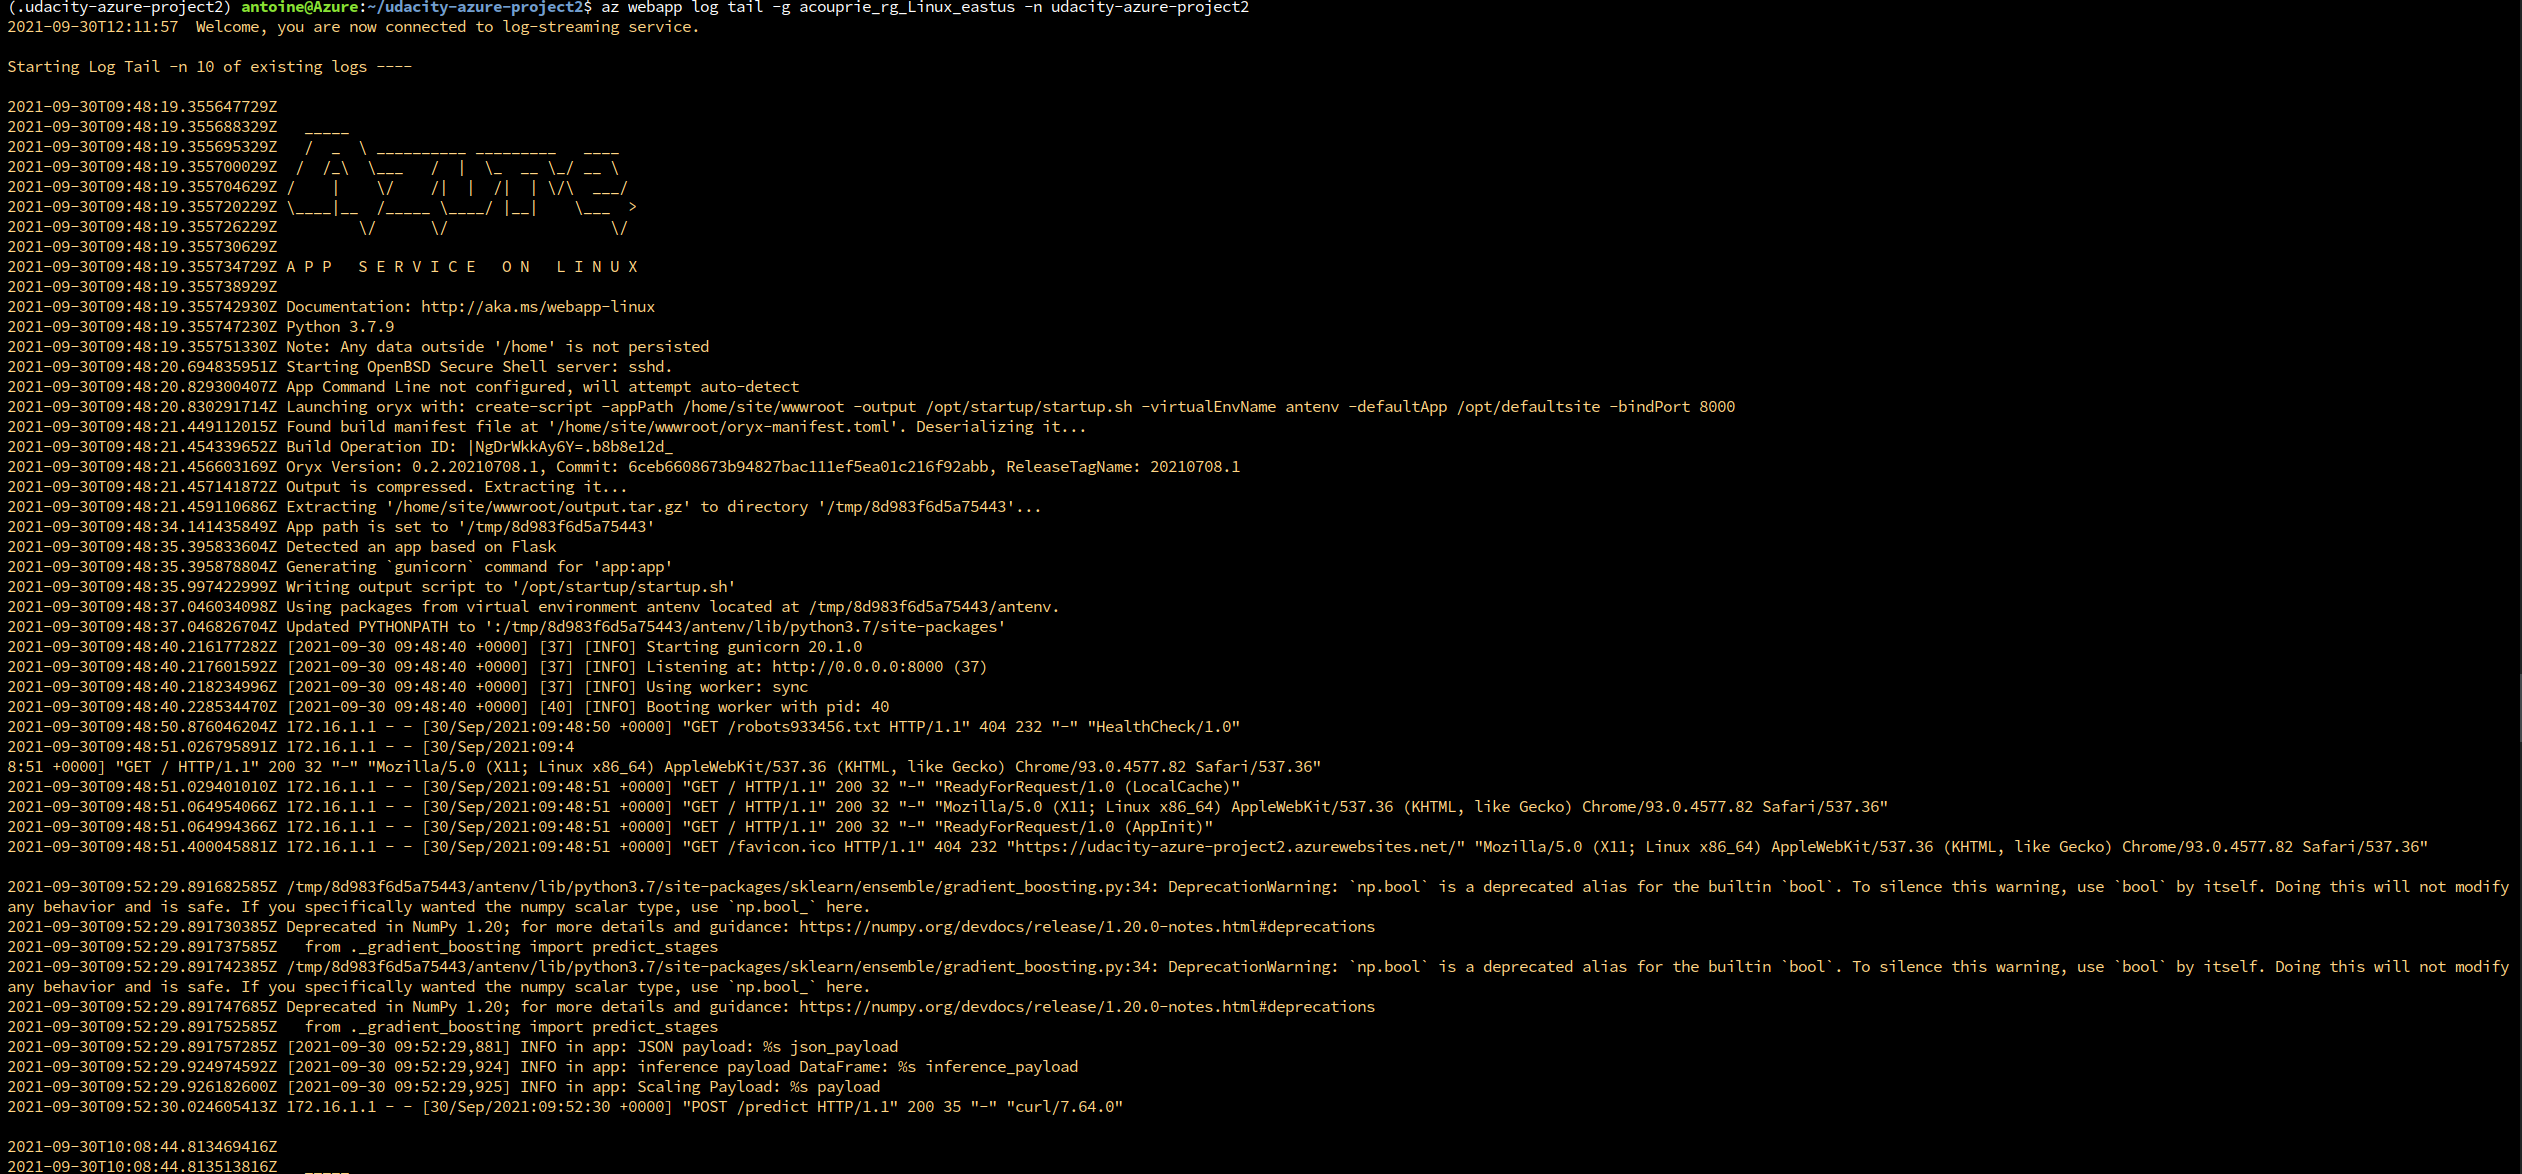 (.udacity-azure-project2) antoine@Azure:~/udacity-azure-project2$ az webapp log tail -g acouprie_rg_Linux_eastus -n udacity-azure-project2
2021-09-30T12:11:57  Welcome, you are now connected to log-streaming service.

Starting Log Tail -n 10 of existing logs ----

2021-09-30T09:48:19.355647729Z
2021-09-30T09:48:19.355688329Z   _____
2021-09-30T09:48:19.355695329Z   /  _  \ __________ _________   ____
2021-09-30T09:48:19.355700029Z  /  /_\  \___   /  |  \_  __ \_/ __ \
2021-09-30T09:48:19.355704629Z /    |    \/    /|  |  /|  | \/\  ___/
2021-09-30T09:48:19.355720229Z \____|__  /_____ \____/ |__|    \___  >
2021-09-30T09:48:19.355726229Z         \/      \/                  \/
2021-09-30T09:48:19.355730629Z
2021-09-30T09:48:19.355734729Z A P P   S E R V I C E   O N   L I N U X
2021-09-30T09:48:19.355738929Z
2021-09-30T09:48:19.355742930Z Documentation: http://aka.ms/webapp-linux
2021-09-30T09:48:19.355747230Z Python 3.7.9
2021-09-30T09:48:19.355751330Z Note: Any data outside '/home' is not persisted
2021-09-30T09:48:20.694835951Z Starting OpenBSD Secure Shell server: sshd.
2021-09-30T09:48:20.829300407Z App Command Line not configured, will attempt auto-detect
2021-09-30T09:48:20.830291714Z Launching oryx with: create-script -appPath /home/site/wwwroot -output /opt/startup/startup.sh -virtualEnvName antenv -defaultApp /opt/defaultsite -bindPort 8000
2021-09-30T09:48:21.449112015Z Found build manifest file at '/home/site/wwwroot/oryx-manifest.toml'. Deserializing it...
2021-09-30T09:48:21.454339652Z Build Operation ID: |NgDrWkkAy6Y=.b8b8e12d_
2021-09-30T09:48:21.456603169Z Oryx Version: 0.2.20210708.1, Commit: 6ceb6608673b94827bac111ef5ea01c216f92abb, ReleaseTagName: 20210708.1
2021-09-30T09:48:21.457141872Z Output is compressed. Extracting it...
2021-09-30T09:48:21.459110686Z Extracting '/home/site/wwwroot/output.tar.gz' to directory '/tmp/8d983f6d5a75443'...
2021-09-30T09:48:34.141435849Z App path is set to '/tmp/8d983f6d5a75443'
2021-09-30T09:48:35.395833604Z Detected an app based on Flask
2021-09-30T09:48:35.395878804Z Generating `gunicorn` command for 'app:app'
2021-09-30T09:48:35.997422999Z Writing output script to '/opt/startup/startup.sh'
2021-09-30T09:48:37.046034098Z Using packages from virtual environment antenv located at /tmp/8d983f6d5a75443/antenv.
2021-09-30T09:48:37.046826704Z Updated PYTHONPATH to ':/tmp/8d983f6d5a75443/antenv/lib/python3.7/site-packages'
2021-09-30T09:48:40.216177282Z [2021-09-30 09:48:40 +0000] [37] [INFO] Starting gunicorn 20.1.0
2021-09-30T09:48:40.217601592Z [2021-09-30 09:48:40 +0000] [37] [INFO] Listening at: http://0.0.0.0:8000 (37)
2021-09-30T09:48:40.218234996Z [2021-09-30 09:48:40 +0000] [37] [INFO] Using worker: sync
2021-09-30T09:48:40.228534470Z [2021-09-30 09:48:40 +0000] [40] [INFO] Booting worker with pid: 40
2021-09-30T09:48:50.876046204Z 172.16.1.1 - - [30/Sep/2021:09:48:50 +0000] "GET /robots933456.txt HTTP/1.1" 404 232 "-" "HealthCheck/1.0"
2021-09-30T09:48:51.026795891Z 172.16.1.1 - - [30/Sep/2021:09:4
8:51 +0000] "GET / HTTP/1.1" 200 32 "-" "Mozilla/5.0 (X11; Linux x86_64) AppleWebKit/537.36 (KHTML, like Gecko) Chrome/93.0.4577.82 Safari/537.36"
2021-09-30T09:48:51.029401010Z 172.16.1.1 - - [30/Sep/2021:09:48:51 +0000] "GET / HTTP/1.1" 200 32 "-" "ReadyForRequest/1.0 (LocalCache)"
2021-09-30T09:48:51.064954066Z 172.16.1.1 - - [30/Sep/2021:09:48:51 +0000] "GET / HTTP/1.1" 200 32 "-" "Mozilla/5.0 (X11; Linux x86_64) AppleWebKit/537.36 (KHTML, like Gecko) Chrome/93.0.4577.82 Safari/537.36"
2021-09-30T09:48:51.064994366Z 172.16.1.1 - - [30/Sep/2021:09:48:51 +0000] "GET / HTTP/1.1" 200 32 "-" "ReadyForRequest/1.0 (AppInit)"
2021-09-30T09:48:51.400045881Z 172.16.1.1 - - [30/Sep/2021:09:48:51 +0000] "GET /favicon.ico HTTP/1.1" 404 232 "https://udacity-azure-project2.azurewebsites.net/" "Mozilla/5.0 (X11; Linux x86_64) AppleWebKit/537.36 (KHTML, like Gecko) Chrome/93.0.4577.82 Safari/537.36"

2021-09-30T09:52:29.891682585Z /tmp/8d983f6d5a75443/antenv/lib/python3.7/site-packages/sklearn/ensemble/gradient_boosting.py:34: DeprecationWarning: `np.bool` is a deprecated alias for the builtin `bool`. To silence this warning, use `bool` by itself. Doing this will not modify
any behavior and is safe. If you specifically wanted the numpy scalar type, use `np.bool_` here.
2021-09-30T09:52:29.891730385Z Deprecated in NumPy 1.20; for more details and guidance: https://numpy.org/devdocs/release/1.20.0-notes.html#deprecations
2021-09-30T09:52:29.891737585Z   from ._gradient_boosting import predict_stages
2021-09-30T09:52:29.891742385Z /tmp/8d983f6d5a75443/antenv/lib/python3.7/site-packages/sklearn/ensemble/gradient_boosting.py:34: DeprecationWarning: `np.bool` is a deprecated alias for the builtin `bool`. To silence this warning, use `bool` by itself. Doing this will not modify
any behavior and is safe. If you specifically wanted the numpy scalar type, use `np.bool_` here.
2021-09-30T09:52:29.891747685Z Deprecated in NumPy 1.20; for more details and guidance: https://numpy.org/devdocs/release/1.20.0-notes.html#deprecations
2021-09-30T09:52:29.891752585Z   from ._gradient_boosting import predict_stages
2021-09-30T09:52:29.891757285Z [2021-09-30 09:52:29,881] INFO in app: JSON payload: %s json_payload
2021-09-30T09:52:29.924974592Z [2021-09-30 09:52:29,924] INFO in app: inference payload DataFrame: %s inference_payload
2021-09-30T09:52:29.926182600Z [2021-09-30 09:52:29,925] INFO in app: Scaling Payload: %s payload
2021-09-30T09:52:30.024605413Z 172.16.1.1 - - [30/Sep/2021:09:52:30 +0000] "POST /predict HTTP/1.1" 200 35 "-" "curl/7.64.0"

2021-09-30T10:08:44.813469416Z
2021-09-30T10:08:44.813513816Z   _____